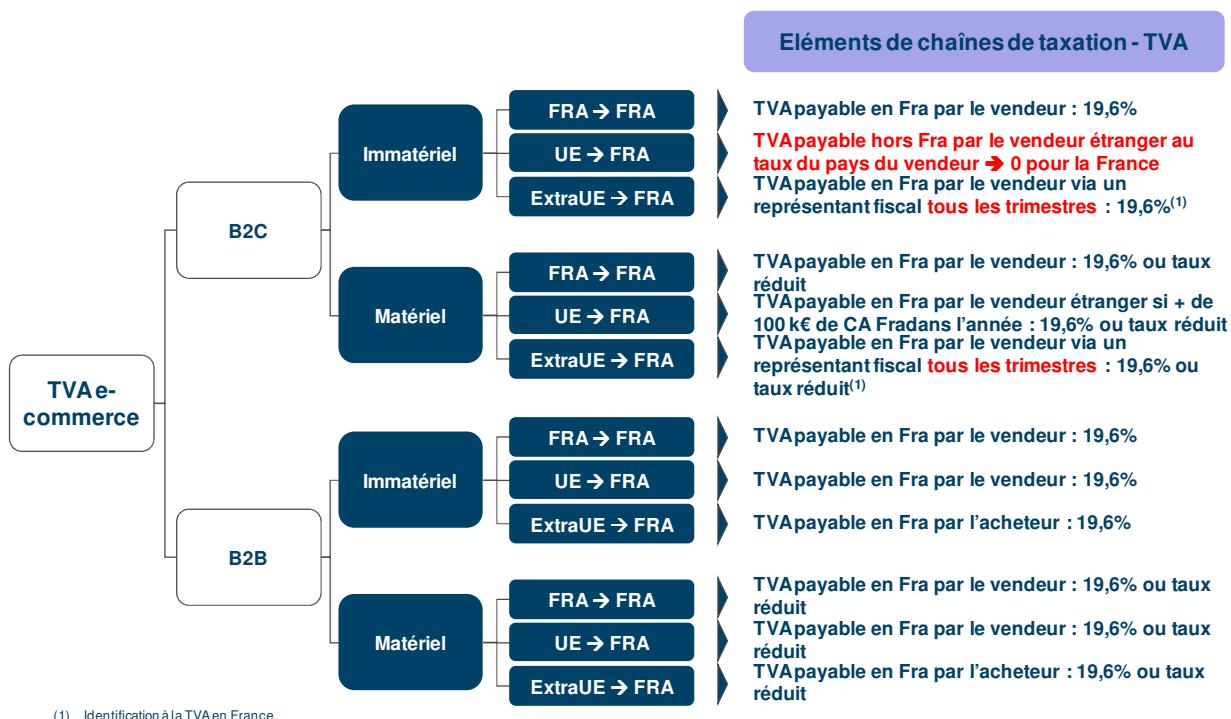 Eléments de chaînes de taxation - TVA
FRA → FRA
TVA payable en Fra par le vendeur : 19,6%
Immatériel
UE → FRA
TVA payable hors Fra par le vendeur étranger au
taux du pays du vendeur → 0 pour la France
ExtraUE → FRA
TVA payable en Fra par le vendeur via un
représentant fiscal tous les trimestres : 19,6%(1)
B2C
FRA → FRA
TVA payable en Fra par le vendeur : 19,6% ou taux
réduit
Matériel
UE → FRA
TVA payable en Fra par le vendeur étranger si + de
100 k€ de CA Fra dans l’année : 19,6% ou taux réduit
ExtraUE → FRA
TVA payable en Fra par le vendeur via un
représentant fiscal tous les trimestres : 19,6% ou
taux réduit(1)
TVA e-
commerce
FRA → FRA
TVA payable en Fra par le vendeur : 19,6%
Immatériel
UE → FRA
TVA payable en Fra par le vendeur : 19,6%
ExtraUE → FRA
TVA payable en Fra par l’acheteur : 19,6%
B2B
FRA → FRA
TVA payable en Fra par le vendeur : 19,6% ou taux
réduit
Matériel
UE → FRA
TVA payable en Fra par le vendeur : 19,6% ou taux
réduit
ExtraUE → FRA
TVA payable en Fra par l’acheteur : 19,6% ou taux
réduit
(1) Identification à la TVA en France